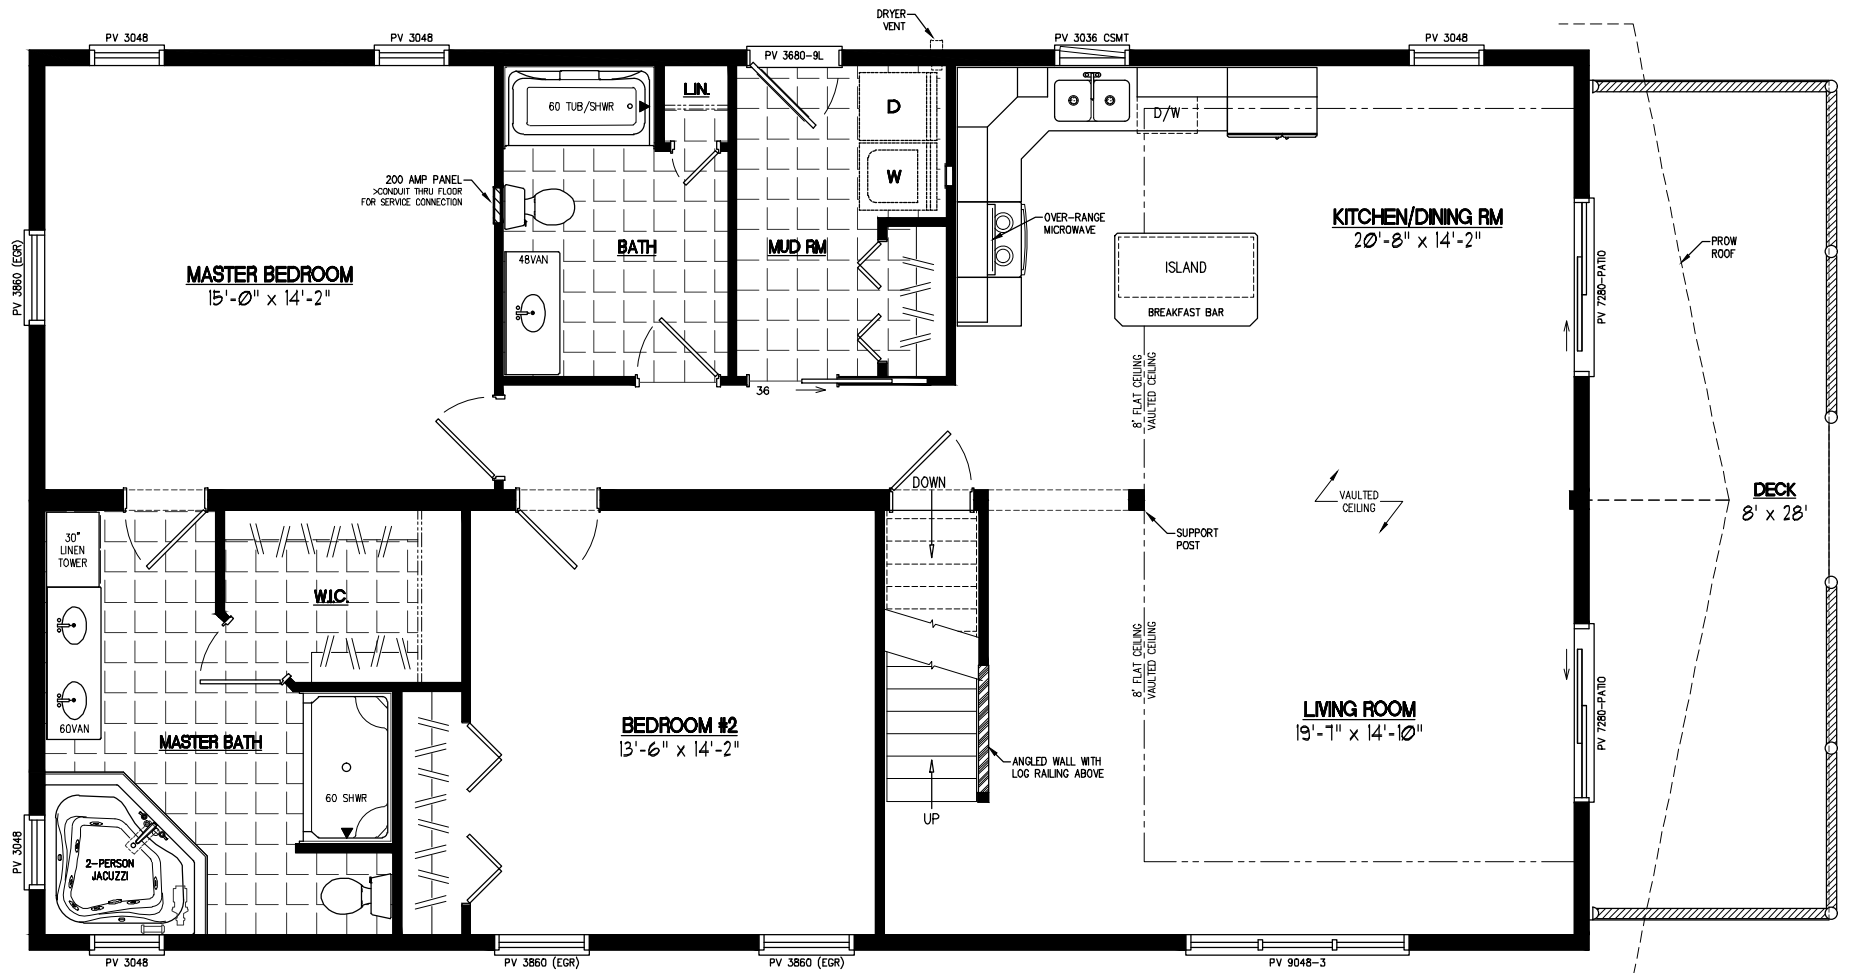 DRYER
VENT
PV 3048
PV 3048
PV 3680-9L
PV 3036 CSMT
PV 3048
60 TUB/SHWR
LIN.
D
W
D/W
200 AMP PANEL
>CONDUIT THRU FLOOR
FOR SERVICE CONNECTION
OVER-RANGE
MICROWAVE
KITCHEN/DINING RM
20'-8" x 14'-2"
PROW
ROOF
PV 3860 (EGR)
MASTER BEDROOM
15'-0" x 14'-2"
BATH
48VAN
MUD RM
ISLAND
BREAKFAST BAR
PV 7280-PATIO
36
8' FLAT CEILING
VAULTED CEILING
DOWN
VAULTED
CEILING
DECK
8' x 28'
SUPPORT
POST
30"
LINEN
TOWER
W.I.C.
8' FLAT CEILING
VAULTED CEILING
60VAN
MASTER BATH
BEDROOM #2
13'-6" x 14'-2"
LIVING ROOM
19'-7" x 14'-10"
PV 7280-PATIO
ANGLED WALL WITH
LOG RAILING ABOVE
60 SHWR
UP
PV 3048
2-PERSON
JACUZZI
PV 3048
PV 3860 (EGR)
PV 3860 (EGR)
PV 9048-3